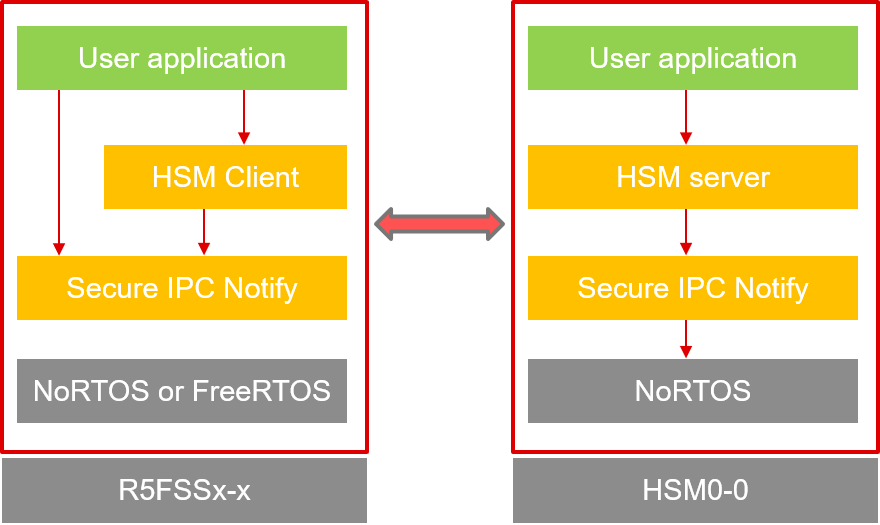 User application
HSM Client
Secure IPC Notify
NoRTOS or FreeRTOS
R5FSSx-x
User application
HSM server
Secure IPC Notify
NoRTOS
HSM0-0